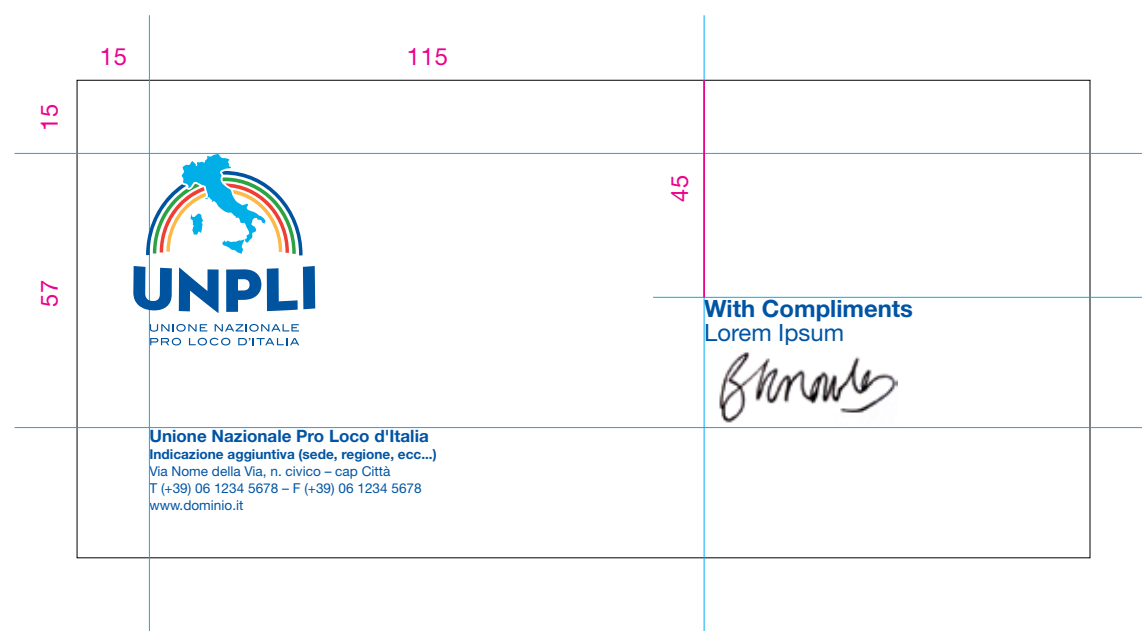 15
115
15
45
57
UNPLI
UNIONE NAZIONALE
PRO LOCO D'ITALIA
With Compliments
Lorem Ipsum
Unione Nazionale Pro Loco d'Italia
Indicazione aggiuntiva (sede, regione, ecc...)
Via Nome della Via, n. civico – cap Città
T (+39) 06 1234 5678 – F (+39) 06 1234 5678
www.dominio.it